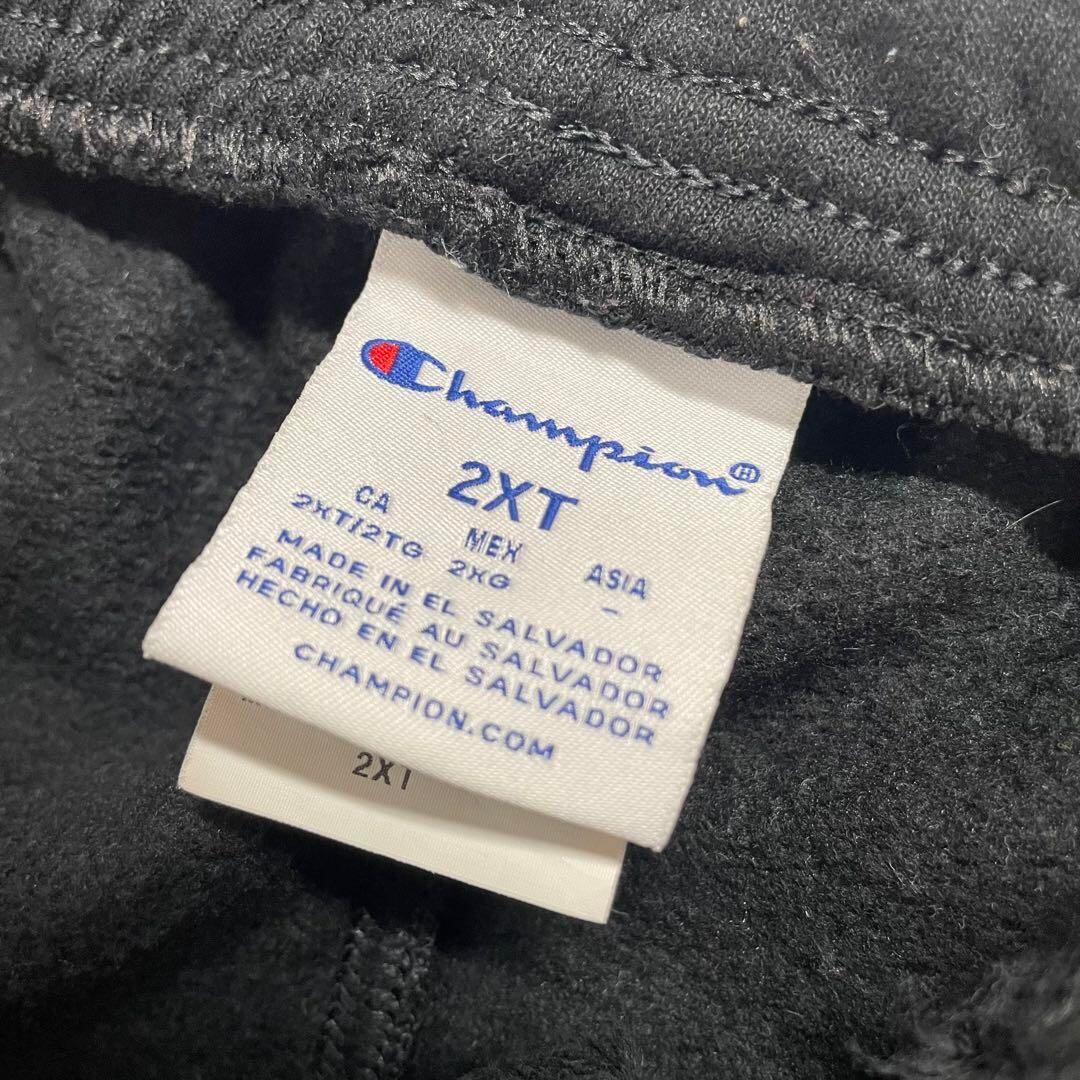 Champion®
2XT
CA MEX ASIA
2XT/2TG 2XG -
MADE IN EL SALVADOR
FABRIQUÉ AU SALVADOR
HECHO EN EL SALVADOR
CHAMPION.COM
2XT